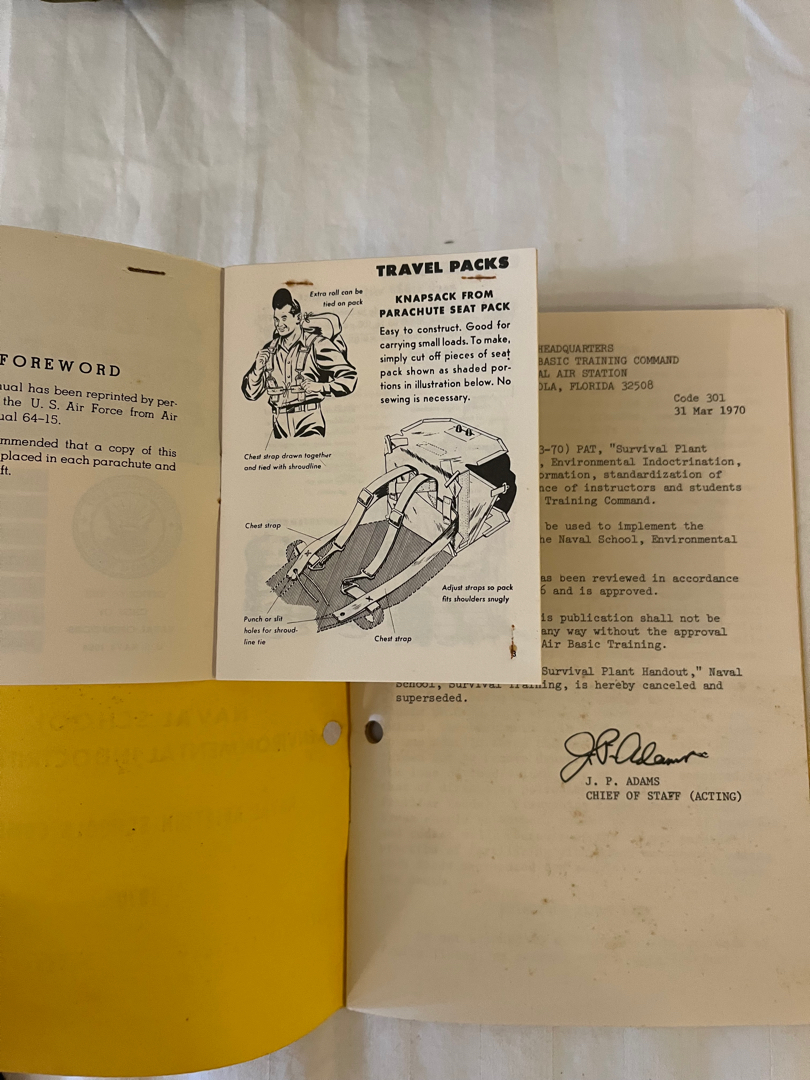 FOREWORD
ual has been reprinted by per-
the U. S. Air Force from Air
ual 64-15.
mmended that a copy of this
placed in each parachute and
ft.
TRAVEL PACKS
KNAPSACK FROM
PARACHUTE SEAT PACK
Easy to construct. Good for
carrying small loads. To make,
simply cut off pieces of seat
pack shown as shaded por-
tions in illustration below. No
sewing is necessary.
Extra roll can be
tied on pack
Chest strap drawn together
and tied with shroudline
Chest strap
Adjust straps so pack
fits shoulders snugly
Punch or slit
holes for shroud-
line tie
Chest strap
HEADQUARTERS
BASIC TRAINING COMMAND
AL AIR STATION
OLA, FLORIDA 32508
Code 301
31 Mar 1970
3-70) PAT, "Survival Plant
, Environmental Indoctrination,
ormation, standardization of
nce of instructors and students
Training Command.
be used to implement the
he Naval School, Environmental
as been reviewed in accordance
6 and is approved.
is publication shall not be
any way without the approval
Air Basic Training.
Survival Plant Handout," Naval
School, Survival Training, is hereby canceled and
superseded.
J.P. Adams
J. P. ADAMS
CHIEF OF STAFF (ACTING)